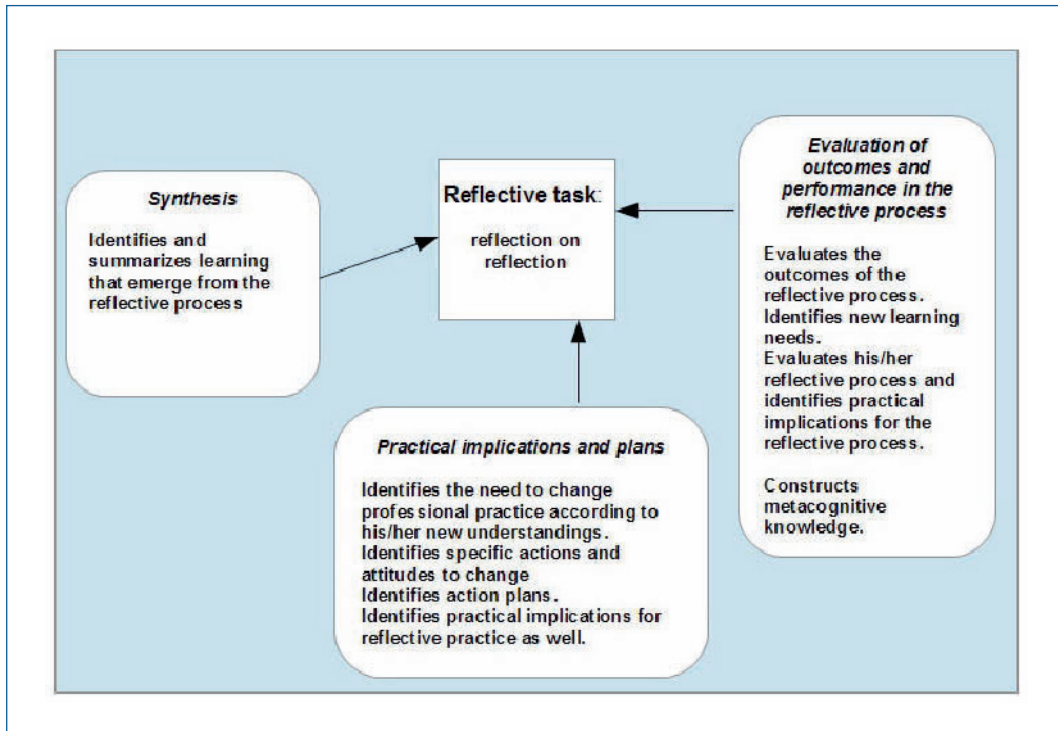 Synthesis
Identifies and
summarizes learning
that emerge from the
reflective process
Reflective task:
reflection on
reflection
Evaluation of
outcomes and
performance in the
reflective process
Evaluates the
outcomes of the
reflective process.
Identifies new learning
needs.
Evaluates his/her
reflective process and
identifies practical
implications for the
reflective process.
Constructs
metacognitive
knowledge.
Practical implications and plans
Identifies the need to change
professional practice according to
his/her new understandings.
Identifies specific actions and
attitudes to change
Identifies action plans.
Identifies practical implications for
reflective practice as well.